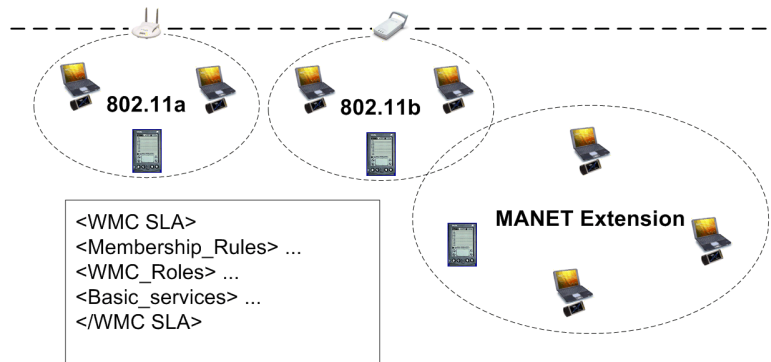 802.11a
802.11b
MANET Extension
<WMC SLA>
<Membership_Rules> ...
<WMC_Roles> ...
<Basic_services> ...
</WMC SLA>